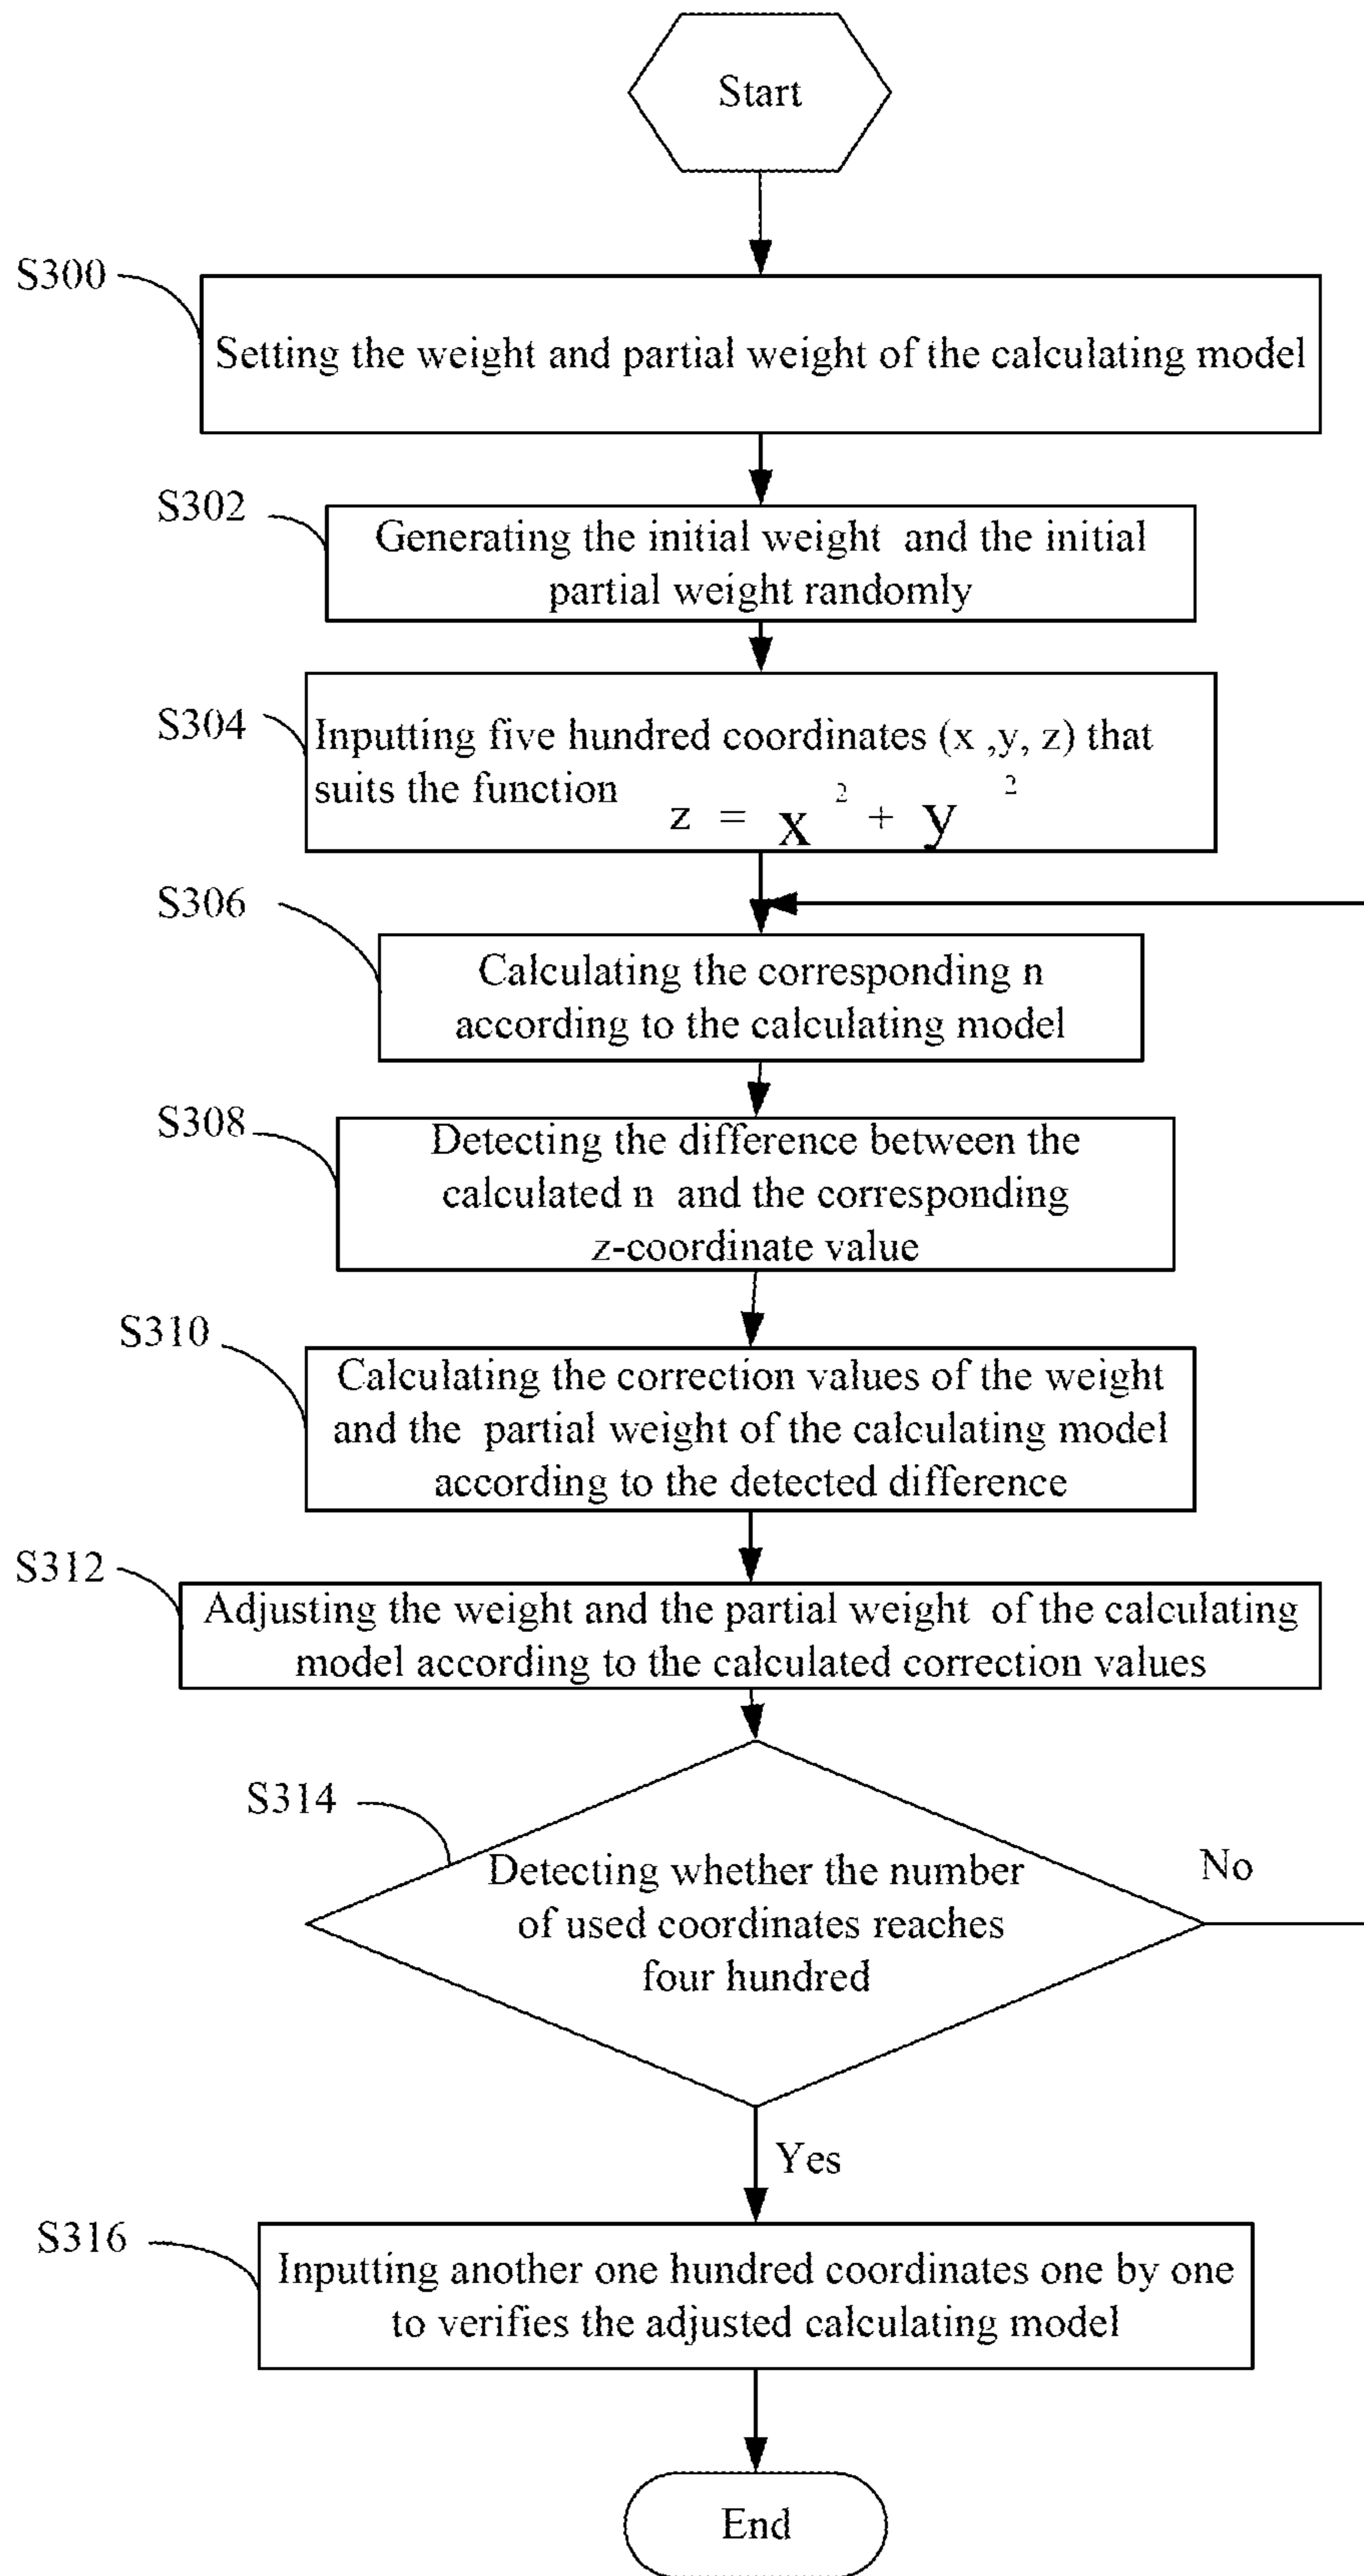 Start
S300
Setting the weight and partial weight of the calculating model
S302
Generating the initial weight and the initial
partial weight randomly
S304
Inputting five hundred coordinates (x ,y, z) that
suits the function z = x 2 + y 2
S306
Calculating the corresponding n
according to the calculating model
S308
Detecting the difference between the
calculated n and the corresponding
z-coordinate value
S310
Calculating the correction values of the weight
and the partial weight of the calculating model
according to the detected difference
S312
Adjusting the weight and the partial weight of the calculating
model according to the calculated correction values
S314
Detecting whether the number
of used coordinates reaches
four hundred
No
Yes
S316
Inputting another one hundred coordinates one by one
to verifies the adjusted calculating model
End